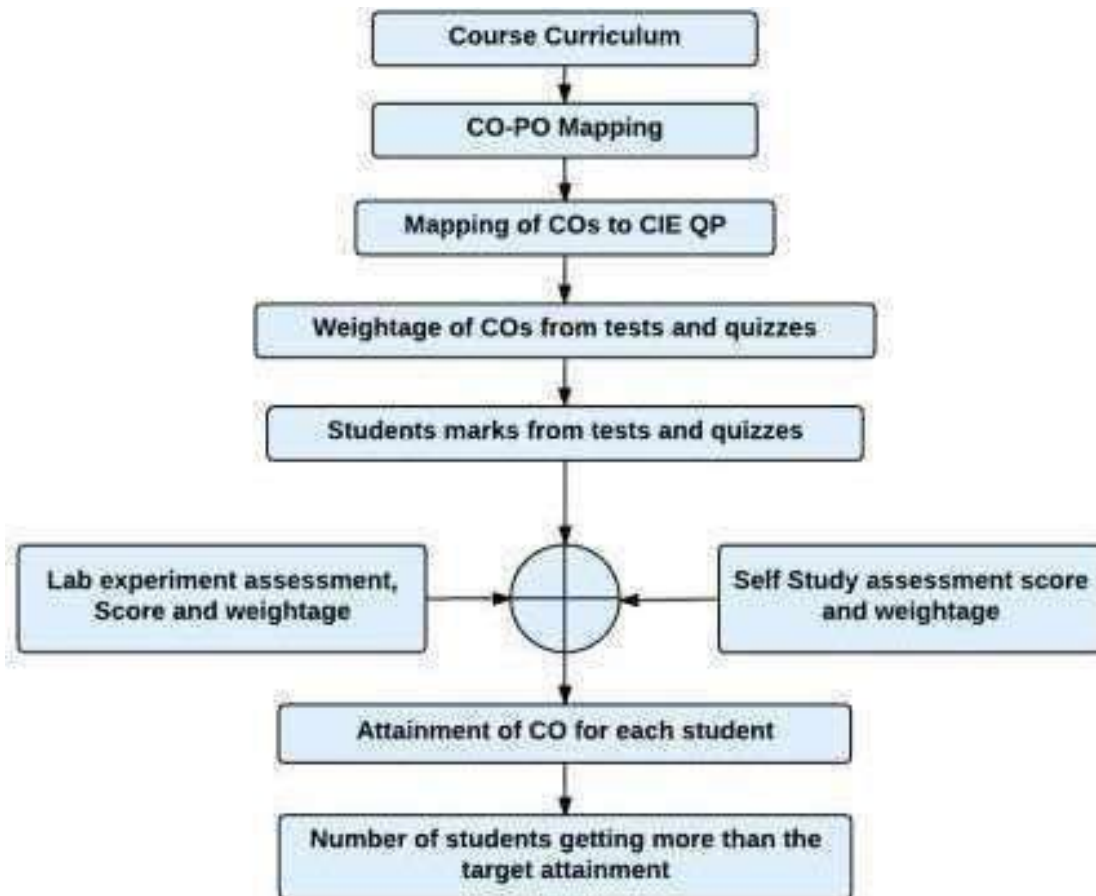 Course Curriculum
CO-PO Mapping
Mapping of COs to CIE QP
Weightage of COs from tests and quizzes
Students marks from tests and quizzes
Lab experiment assessment,
Score and weightage
Self Study assessment score
and weightage
Attainment of CO for each student
Number of students getting more than the
target attainment